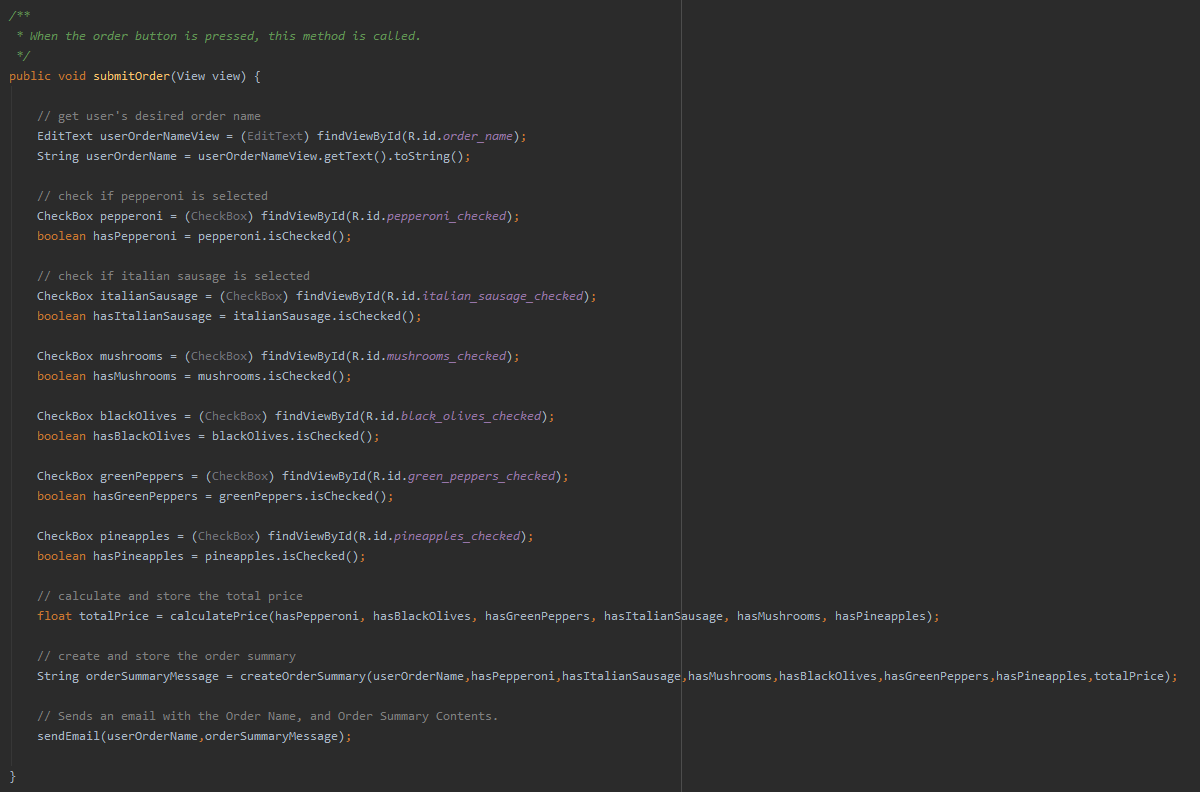 /**
 * When the order button is pressed, this method is called.
 */
public void submitOrder(View view) {

    // get user's desired order name
    EditText userOrderNameView = (EditText) findViewById(R.id.order_name);
    String userOrderName = userOrderNameView.getText().toString();

    // check if pepperoni is selected
    CheckBox pepperoni = (CheckBox) findViewById(R.id.pepperoni_checked);
    boolean hasPepperoni = pepperoni.isChecked();

    // check if italian sausage is selected
    CheckBox italianSausage = (CheckBox) findViewById(R.id.italian_sausage_checked);
    boolean hasItalianSausage = italianSausage.isChecked();

    CheckBox mushrooms = (CheckBox) findViewById(R.id.mushrooms_checked);
    boolean hasMushrooms = mushrooms.isChecked();

    CheckBox blackOlives = (CheckBox) findViewById(R.id.black_olives_checked);
    boolean hasBlackOlives = blackOlives.isChecked();

    CheckBox greenPeppers = (CheckBox) findViewById(R.id.green_peppers_checked);
    boolean hasGreenPeppers = greenPeppers.isChecked();

    CheckBox pineapples = (CheckBox) findViewById(R.id.pineapples_checked);
    boolean hasPineapples = pineapples.isChecked();

    // calculate and store the total price
    float totalPrice = calculatePrice(hasPepperoni, hasBlackOlives, hasGreenPeppers, hasItalianSausage, hasMushrooms, hasPineapples);

    // create and store the order summary
    String orderSummaryMessage = createOrderSummary(userOrderName,hasPepperoni,hasItalianSausage,hasMushrooms,hasBlackOlives,hasGreenPeppers,hasPineapples,totalPrice);

    // Sends an email with the Order Name, and Order Summary Contents.
    sendEmail(userOrderName,orderSummaryMessage);

}